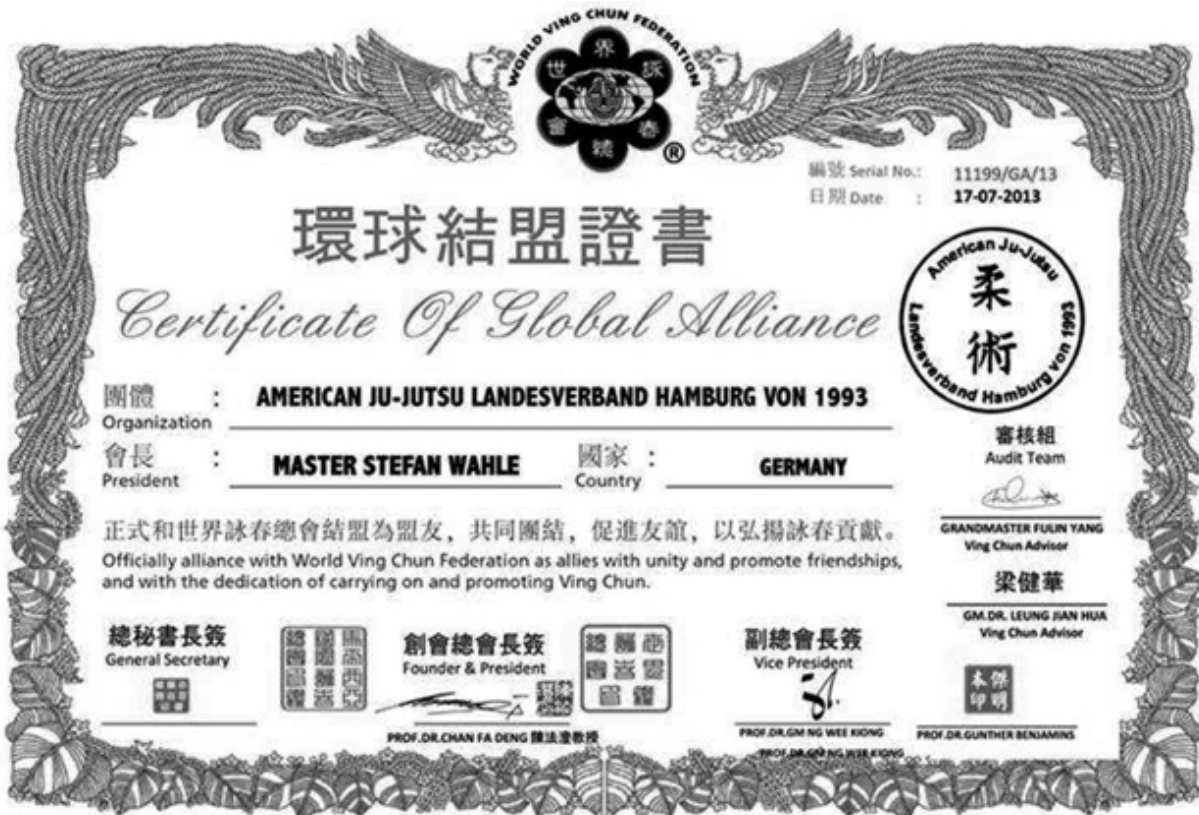 WORLD VING CHUN FEDERATION
世界詠春總會
®
編號 Serial No.: 11199/GA/13
日期 Date : 17-07-2013
環球結盟證書
Certificate Of Global Alliance
American Ju-Jutsu
柔術
Landesverband Hamburg von 1993
團體 : AMERICAN JU-JUTSU LANDESVERBAND HAMBURG VON 1993
Organization
會長 : MASTER STEFAN WAHLE 國家 : GERMANY
President Country
審核組
Audit Team
GRANDMASTER FULIN YANG
Ving Chun Advisor
正式和世界詠春總會結盟為盟友，共同團結，促進友誼，以弘揚詠春貢獻。
Officially alliance with World Ving Chun Federation as allies with unity and promote friendships,
and with the dedication of carrying on and promoting Ving Chun.
梁健華
GM.DR. LEUNG JIAN HUA
Ving Chun Advisor
總秘書長簽 創會總會長簽 副總會長簽
General Secretary Founder & President Vice President
PROF.DR.CHAN FA DENG 陳法澄教授
PROF.DR.GM NG WEE KIONG
PROF.DR.GM NG WEE KIONG
PROF.DR.GUNTHER BENJAMINS